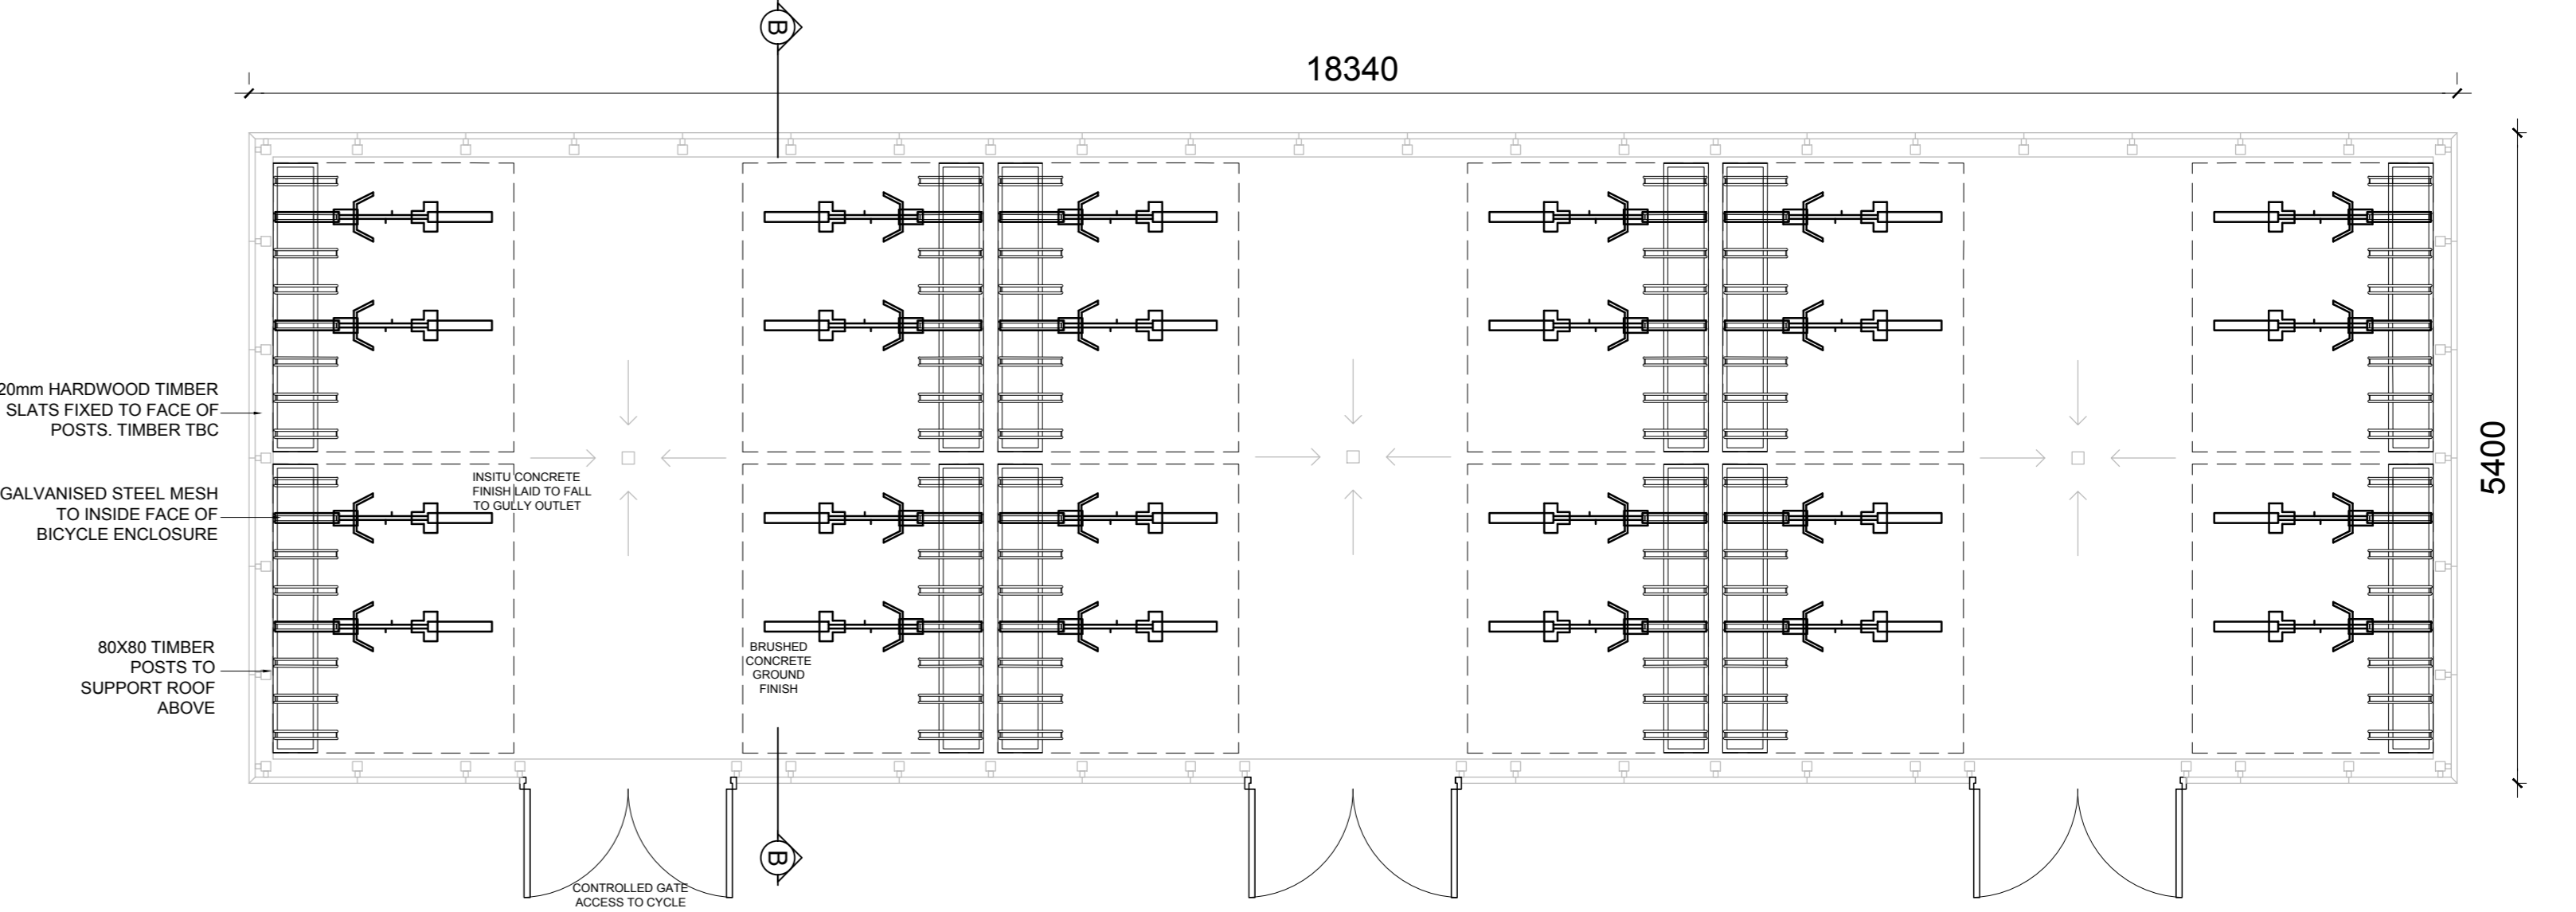 B
18340
20mm HARDWOOD TIMBER
SLATS FIXED TO FACE OF
POSTS. TIMBER TBC
GALVANISED STEEL MESH
TO INSIDE FACE OF
BICYCLE ENCLOSURE
80X80 TIMBER
POSTS TO
SUPPORT ROOF
ABOVE
INSITU CONCRETE
FINISH LAID TO FALL
TO GULLY OUTLET
BRUSHED
CONCRETE
GROUND
FINISH
5400
B
CONTROLLED GATE
ACCESS TO CYCLE